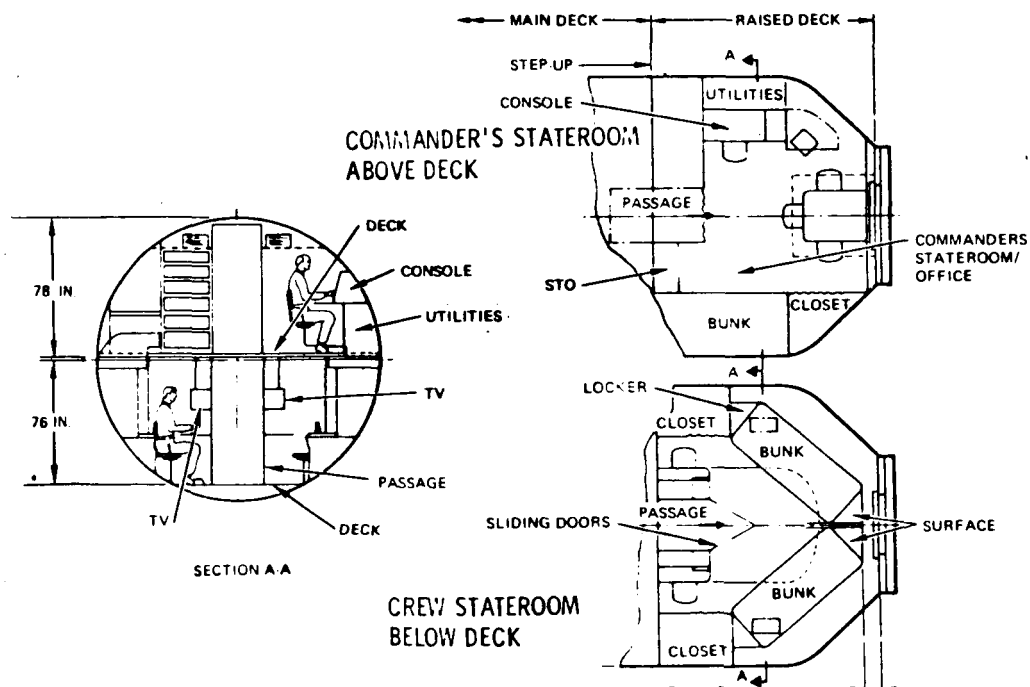 MAIN DECK
RAISED DECK
A
STEP-UP
UTILITIES
CONSOLE
COMMANDER'S STATEROOM
ABOVE DECK
PASSAGE
DECK
COMMANDERS
STATEROOM/
OFFICE
CONSOLE
STO
CLOSET
78 IN.
UTILITIES
BUNK
A
LOCKER
TV
CLOSET
76 IN.
BUNK
PASSAGE
PASSAGE
SLIDING DOORS
SURFACE
TV
DECK
SECTION A-A
BUNK
CREW STATEROOM
BELOW DECK
CLOSET
A